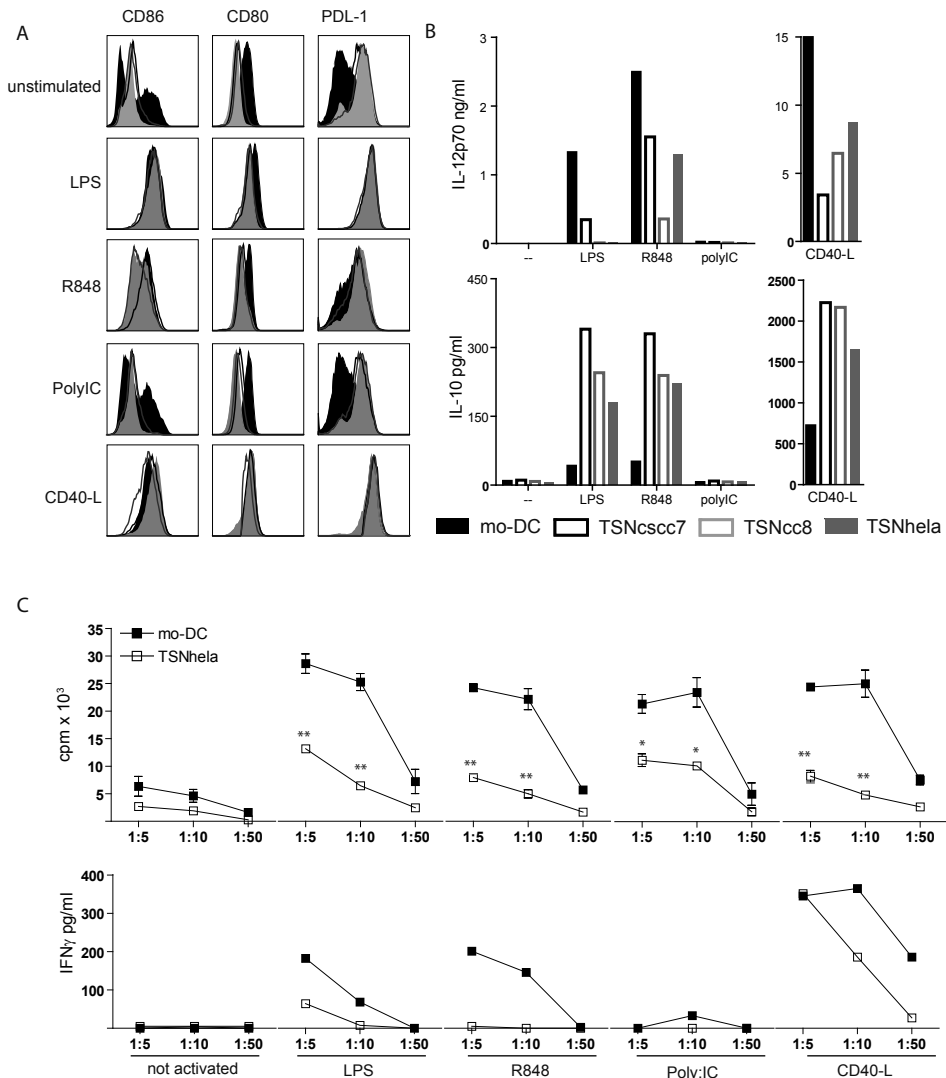 A
CD86 CD80 PDL-1
unstimulated
LPS
R848
PolyIC
CD40-L
B
IL-12p70 ng/ml
3
2
1
0
-- LPS R848 polyIC
15
10
5
0
CD40-L
IL-10 pg/ml
450
300
150
0
-- LPS R848 polyIC
2500
2000
1500
1000
500
0
CD40-L
mo-DC TSNcscc7 TSNcc8 TSNhela
C
mo-DC
TSNhela
cpm x 10³
35
30
25
20
15
10
5
** ** ** ** * * ** **
1:5 1:10 1:50 1:5 1:10 1:50 1:5 1:10 1:50 1:5 1:10 1:50 1:5 1:10 1:50
IFNγ pg/ml
400
300
200
100
1:5 1:10 1:50 1:5 1:10 1:50 1:5 1:10 1:50 1:5 1:10 1:50 1:5 1:10 1:50
not activated LPS R848 Poly:IC CD40-L